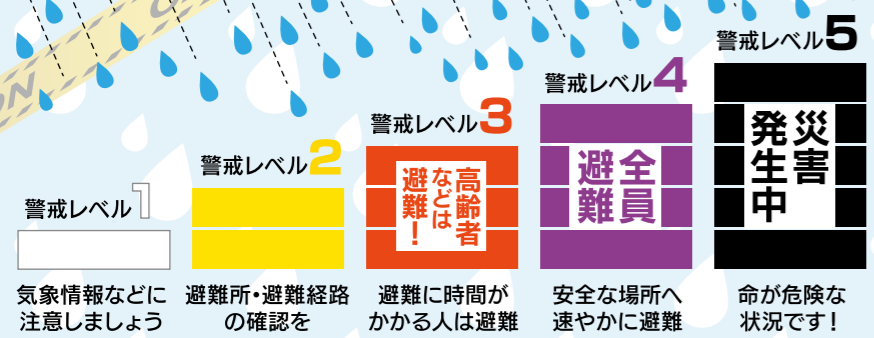 警戒レベル1
気象情報などに
注意しましょう
警戒レベル2
避難所・避難経路
の確認を
警戒レベル3
高齢者
などは
避難！
避難に時間が
かかる人は避難
警戒レベル4
全員
避難
安全な場所へ
速やかに避難
警戒レベル5
災害
発生中
命が危険な
状況です！